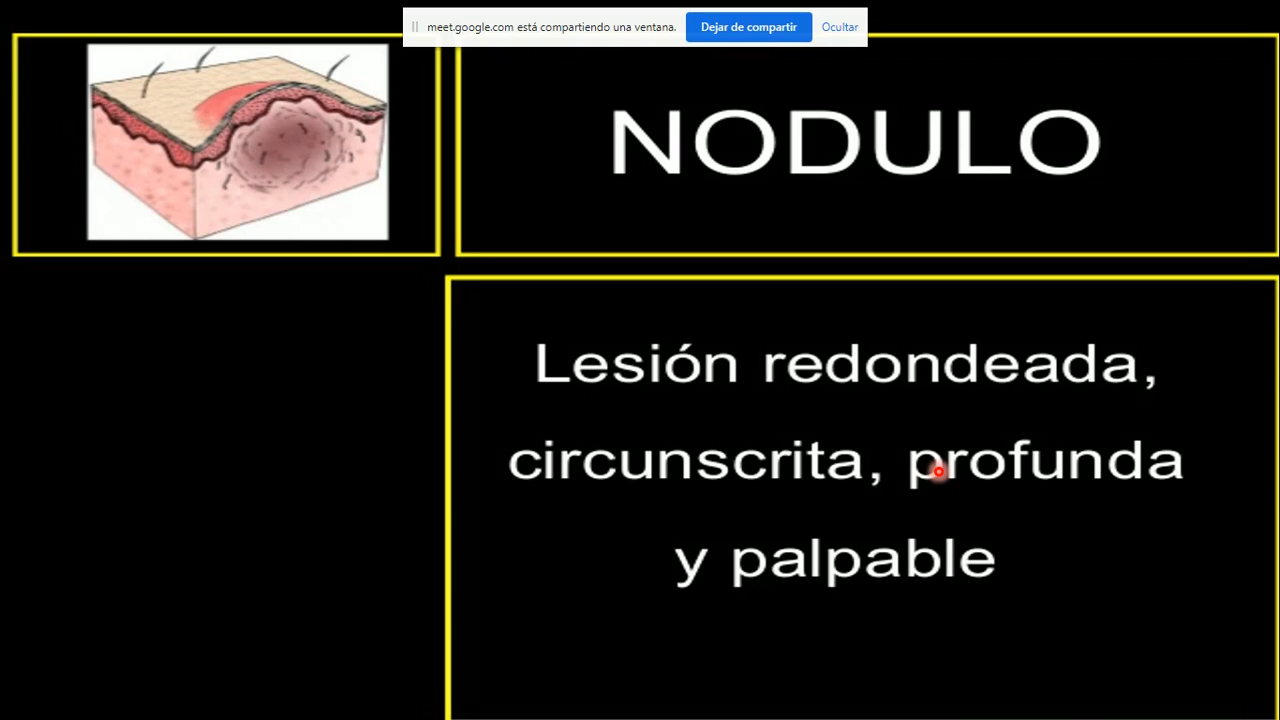 meet.google.com está compartiendo una ventana. Dejar de compartir Ocultar
NODULO
Lesión redondeada,
circunscrita, profunda
y palpable